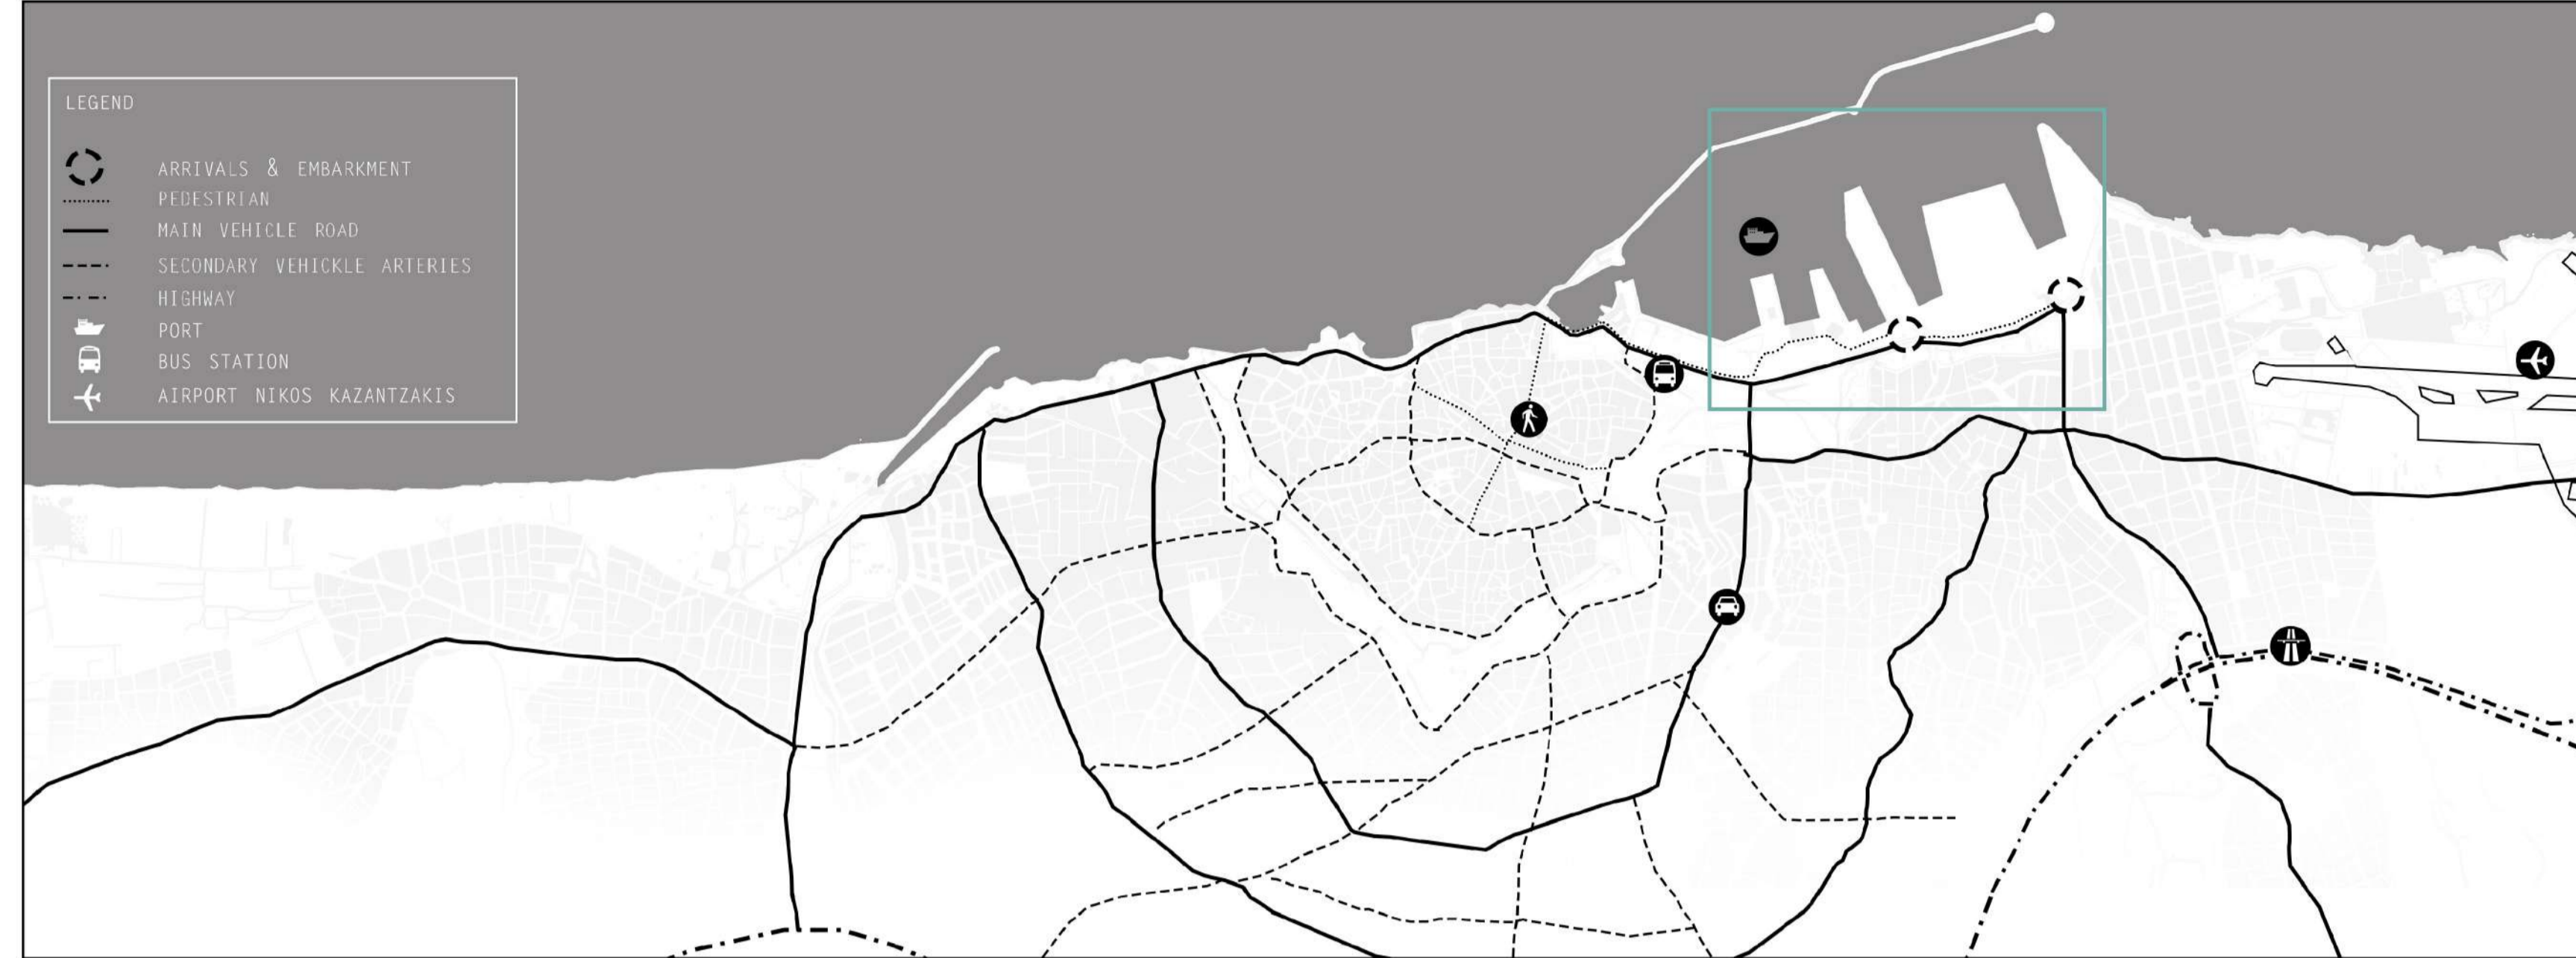 LEGEND
ARRIVALS & EMBARKMENT
PEDESTRIAN
MAIN VEHICLE ROAD
SECONDARY VEHICKLE ARTERIES
HIGHWAY
PORT
BUS STATION
AIRPORT NIKOS KAZANTZAKIS